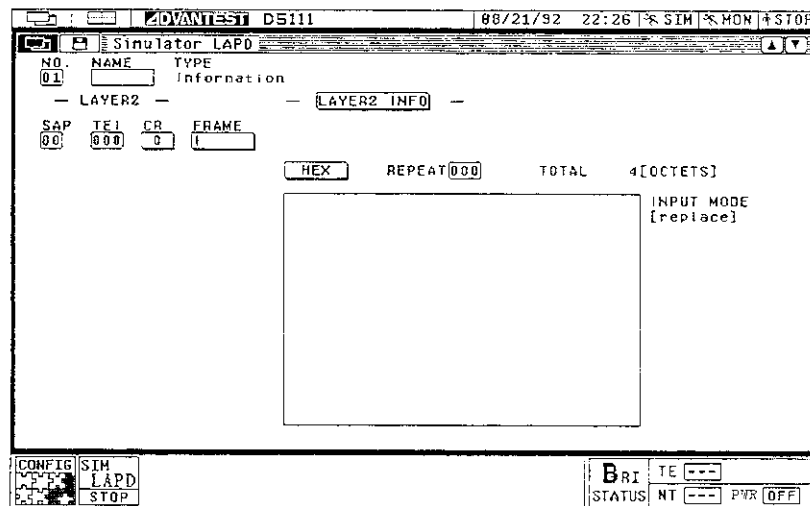 ADVANTEST D5111 08/21/92 22:26 SIM MON STOP
Simulator LAPD
NO. NAME TYPE
01 Information
— LAYER2 — — LAYER2 INFO —
SAP TEI CR FRAME
00 000 0 I
HEX REPEAT 000 TOTAL 4[OCTETS]
INPUT MODE
[replace]
CONFIG SIM
LAPD
STOP
BRI TE ---
STATUS NT --- PWR OFF